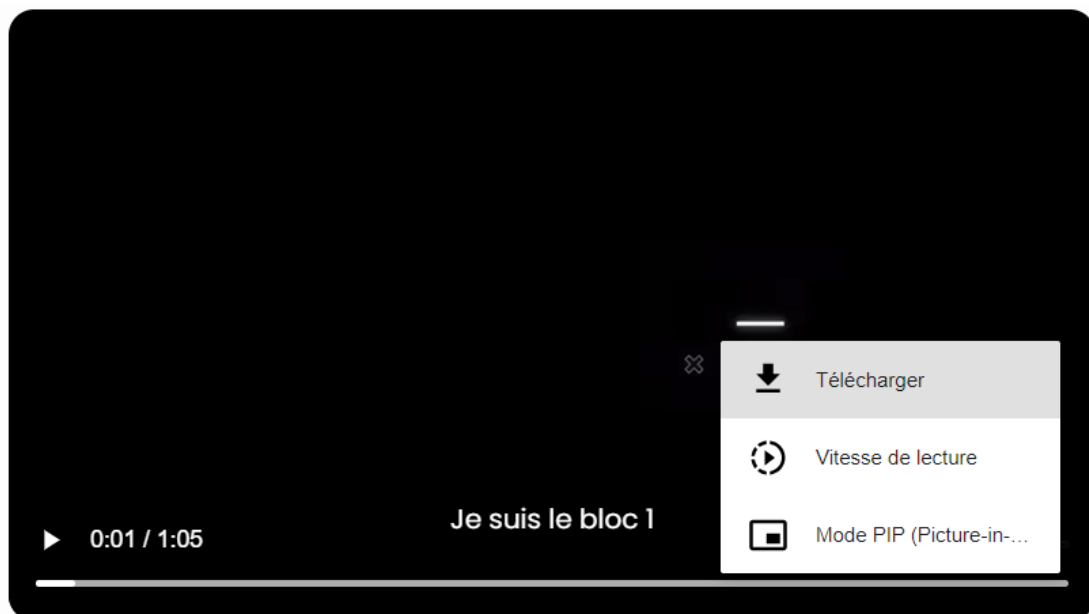 Télécharger
Vitesse de lecture
Mode PIP (Picture-in-...
Je suis le bloc 1
0:01 / 1:05